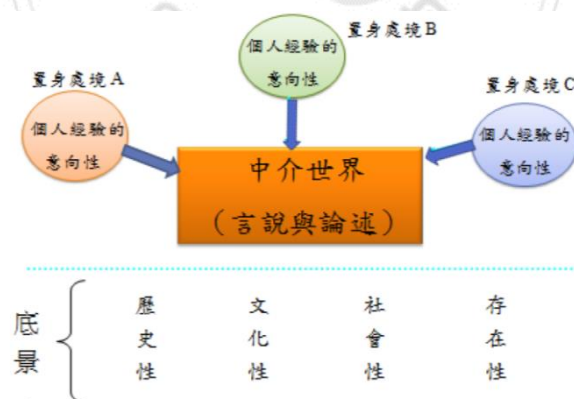 置身處境A
個人經驗的
意向性
置身處境B
個人經驗的
意向性
置身處境C
個人經驗的
意向性
中介世界
（言說與論述）
底景
歷史性
文化性
社會性
存在性